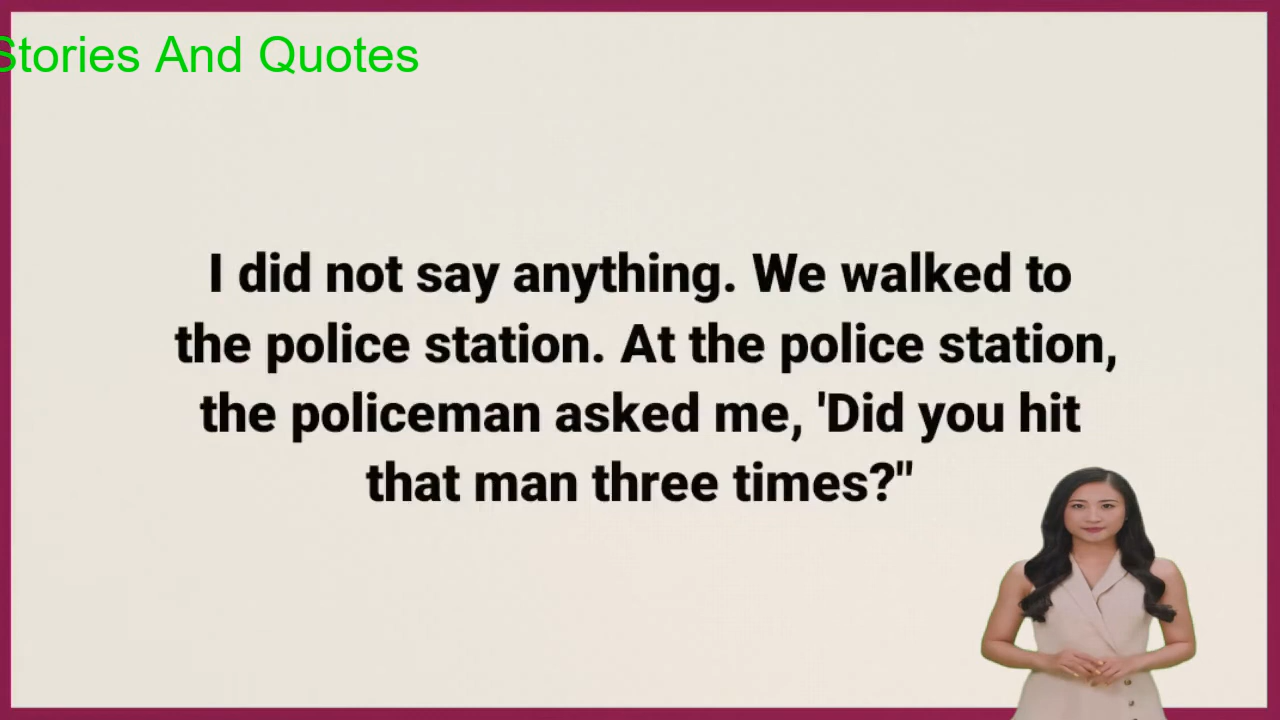 Stories And Quotes
I did not say anything. We walked to
the police station. At the police station,
the policeman asked me, 'Did you hit
that man three times?"